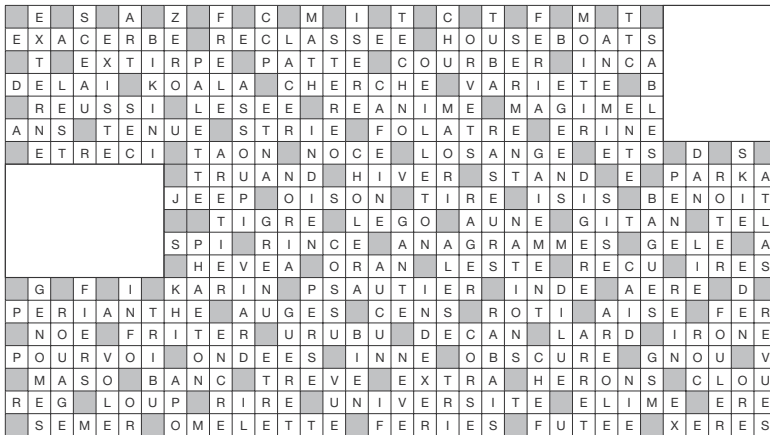 E S A Z F C M I T C T F M T
EXACERBE RECLASSEE HOUSEBOATS
T EXTIRPE PATTE COURBER INCA
DELAI KOALA CHERCHE VARIETE B
REUSSI LESEE REANIME MAGIMEL
ANS TENUE STRIE FOLATRE ERINE
ETRECI TAON NOCE LOSANGE ETS D S
TRUAND HIVER STAND E PARKA
JEEP OISON TIRE ISIS BENOIT
TIGRE LEGO AUNE GITAN TEL
SPI RINCE ANAGRAMMES GELE A
HEVEA ORAN LESTE RECU IRES
G F I KARIN PSAUTIER INDE AERE D
PERIANTHE AUGES CENS ROTI AISE FER
NOE FRITER URUBU DECAN LARD IRONE
POURVOI ONDEES INNE OBSCURE GNOU V
MASO BANC TREVE EXTRA HERONS CLOU
REG LOUP RIRE UNIVERSITE ELIME ERE
SEMER OMELETTE FERIES FUTEE XERES